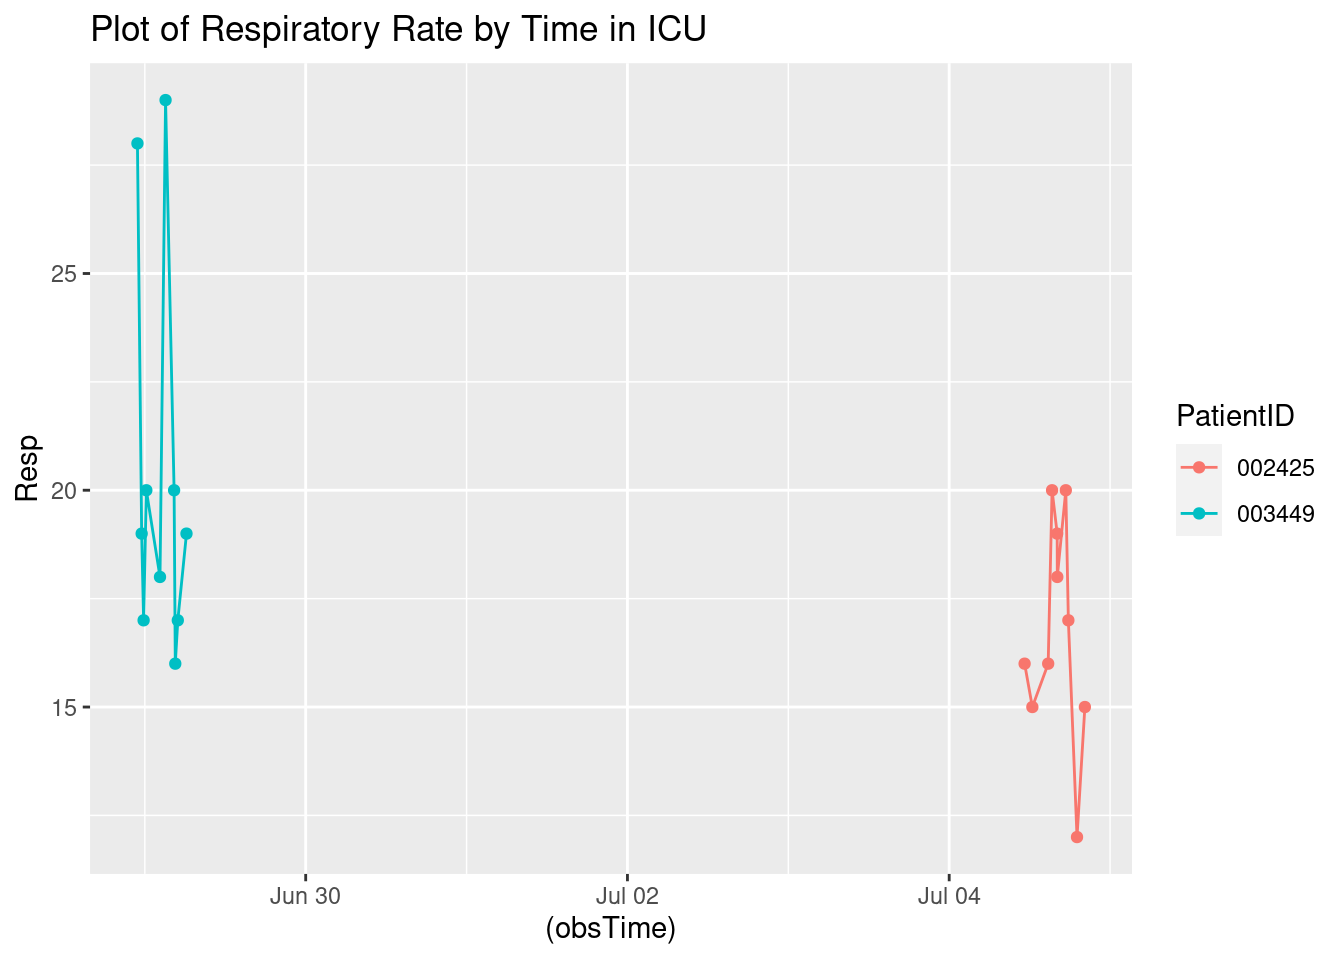 Plot of Respiratory Rate by Time in ICU
Resp
25
20
15
Jun 30
Jul 02
Jul 04
(obsTime)
PatientID
002425
003449